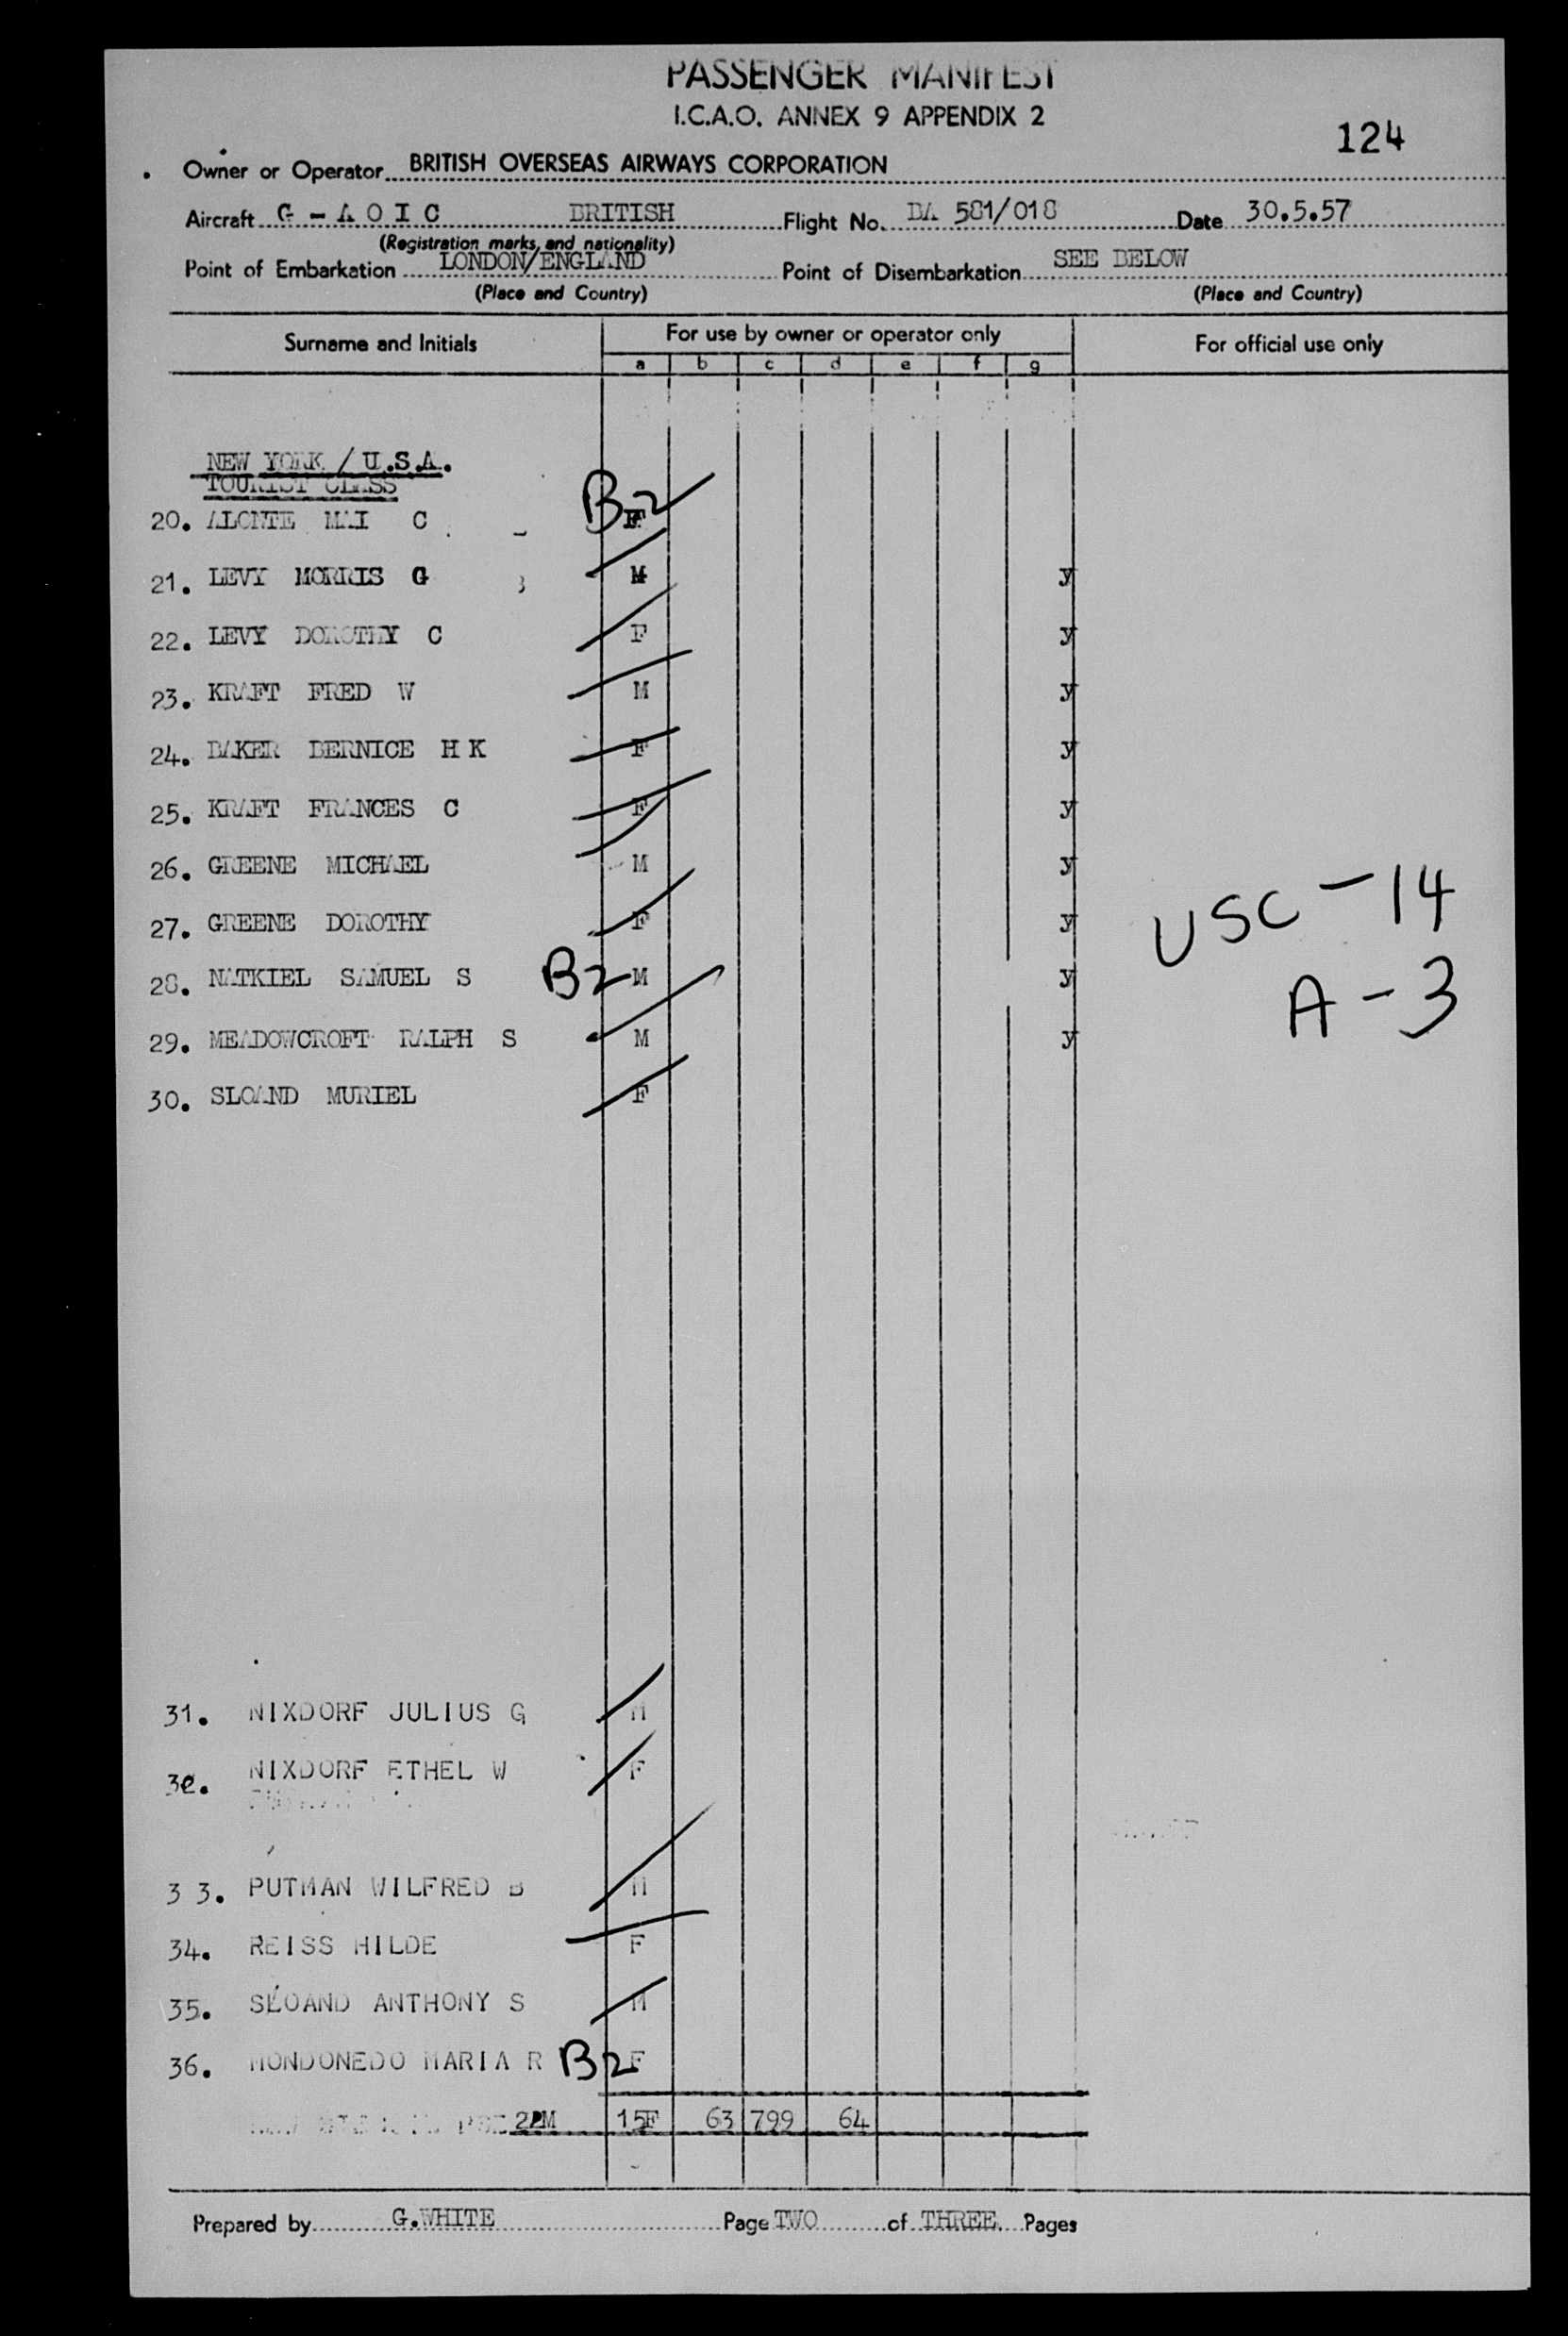 PASSENGER MANIFEST
I.C.A.O. ANNEX 9 APPENDIX 2
124
Owner or Operator BRITISH OVERSEAS AIRWAYS CORPORATION
Aircraft G - A O I C BRITISH Flight No. BA 581/018 Date 30.5.57
(Registration marks and nationality)
Point of Embarkation LONDON/ENGLAND Point of Disembarkation SEE BELOW
(Place and Country) (Place and Country)
Surname and Initials For use by owner or operator only For official use only
a b c d e f g
NEW YORK / U.S.A.
TOURIST CLASS
20. ALONTE MAI C B2 F
21. LEVY MORRIS G M y
22. LEVY DOROTHY C F y
23. KRAFT FRED W M y
24. BAKER BERNICE H K F y
25. KRAFT FRANCES C F y
26. GREENE MICHAEL M y
27. GREENE DOROTHY F y
USC - 14
28. NATKIEL SAMUEL S B2 M y
A - 3
29. MEADOWCROFT RALPH S M y
30. SLOAND MURIEL F
31. NIXDORF JULIUS G M
32. NIXDORF ETHEL W F
3 3. PUTMAN WILFRED B M
34. REISS HILDE F
35. SLOAND ANTHONY S M
36. MONDONEDO MARIA R B2 F
15F 63 799 64
Prepared by G.WHITE Page TWO of THREE Pages